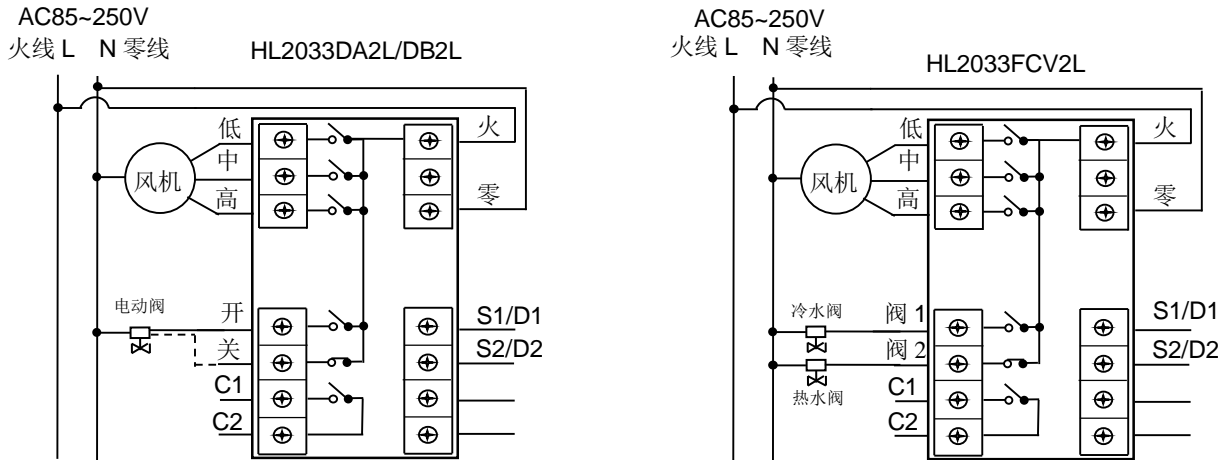 AC85~250V
火线 L N 零线
HL2033DA2L/DB2L
低
中
高
风机
火
零
电动阀
开
关
C1
C2
S1/D1
S2/D2
AC85~250V
火线 L N 零线
HL2033FCV2L
低
中
高
风机
火
零
冷水阀
阀 1
阀 2
热水阀
C1
C2
S1/D1
S2/D2